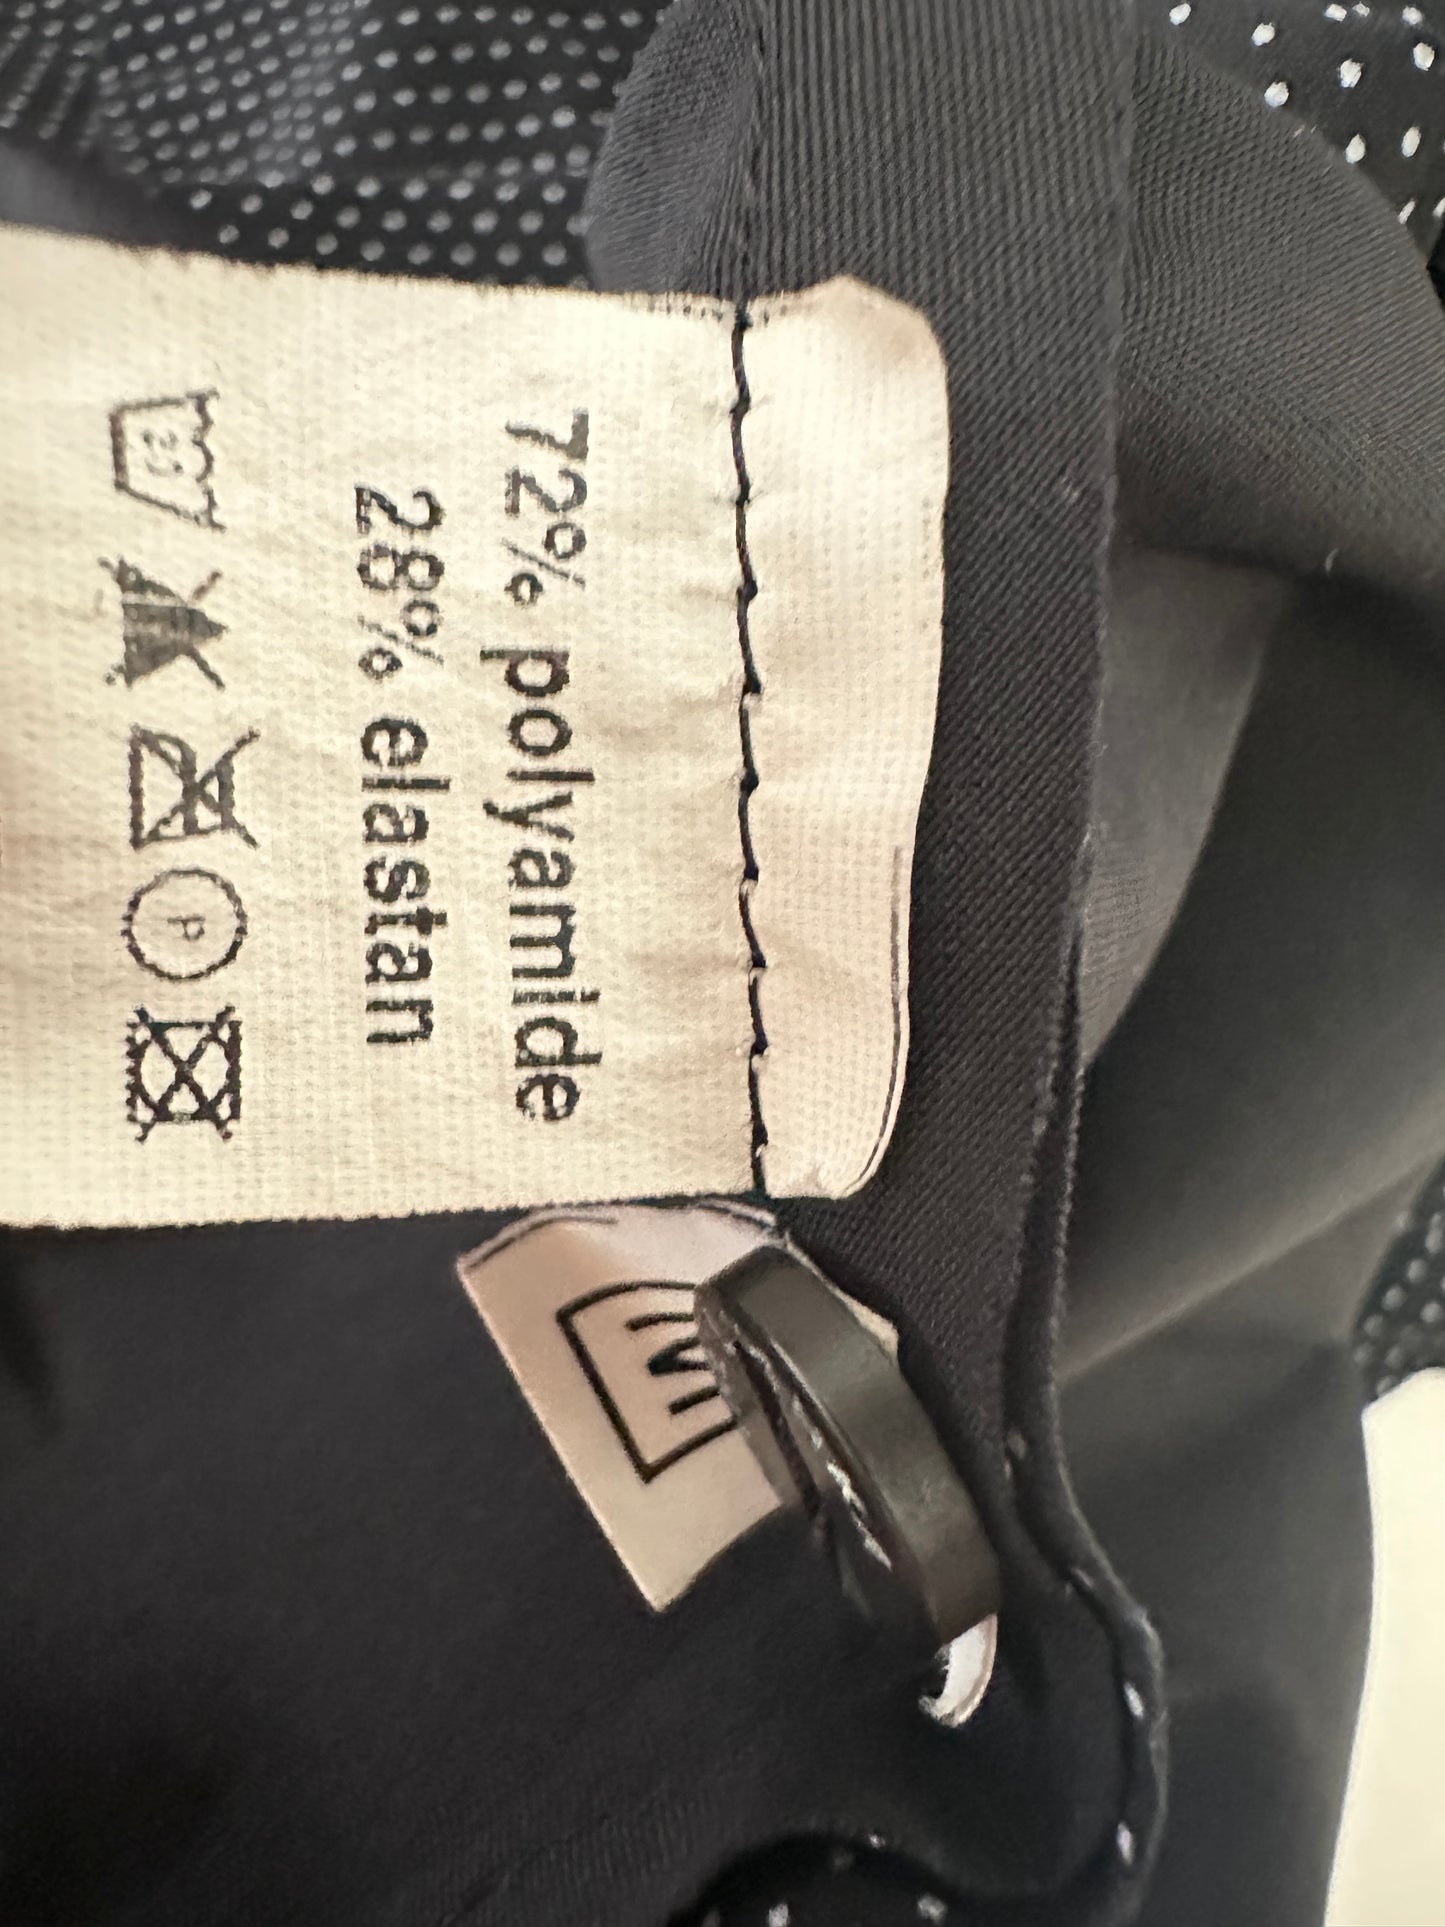 72% polyamide
28% elastan
P
M